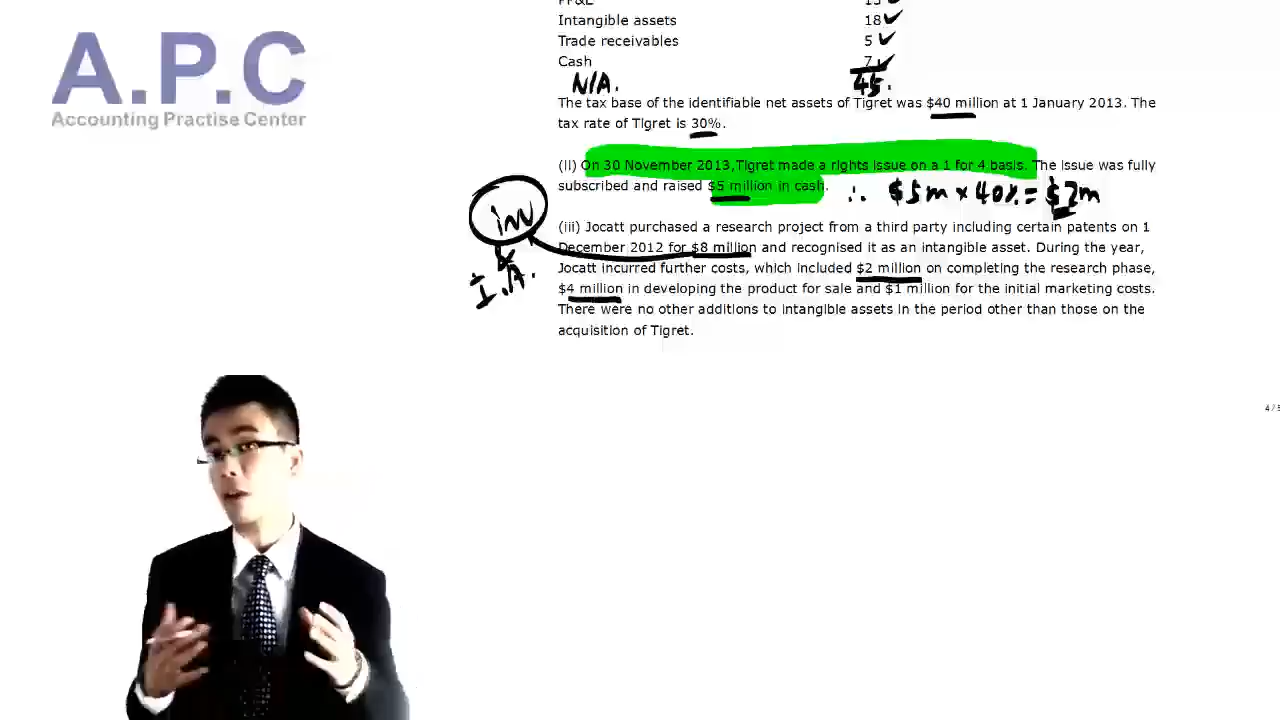 A.P.C
Accounting Practise Center
PP&E 15
Intangible assets 18
Trade receivables 5
Cash 7
N/A. 45.
The tax base of the identifiable net assets of Tigret was $40 million at 1 January 2013. The
tax rate of Tigret is 30%.
(ii) On 30 November 2013,Tigret made a rights issue on a 1 for 4 basis. The issue was fully
subscribed and raised $5 million in cash.
∴ $5m × 40% = $2m
inv
&
I.A.
(iii) Jocatt purchased a research project from a third party including certain patents on 1
December 2012 for $8 million and recognised it as an intangible asset. During the year,
Jocatt incurred further costs, which included $2 million on completing the research phase,
$4 million in developing the product for sale and $1 million for the initial marketing costs.
There were no other additions to intangible assets in the period other than those on the
acquisition of Tigret.
4/5